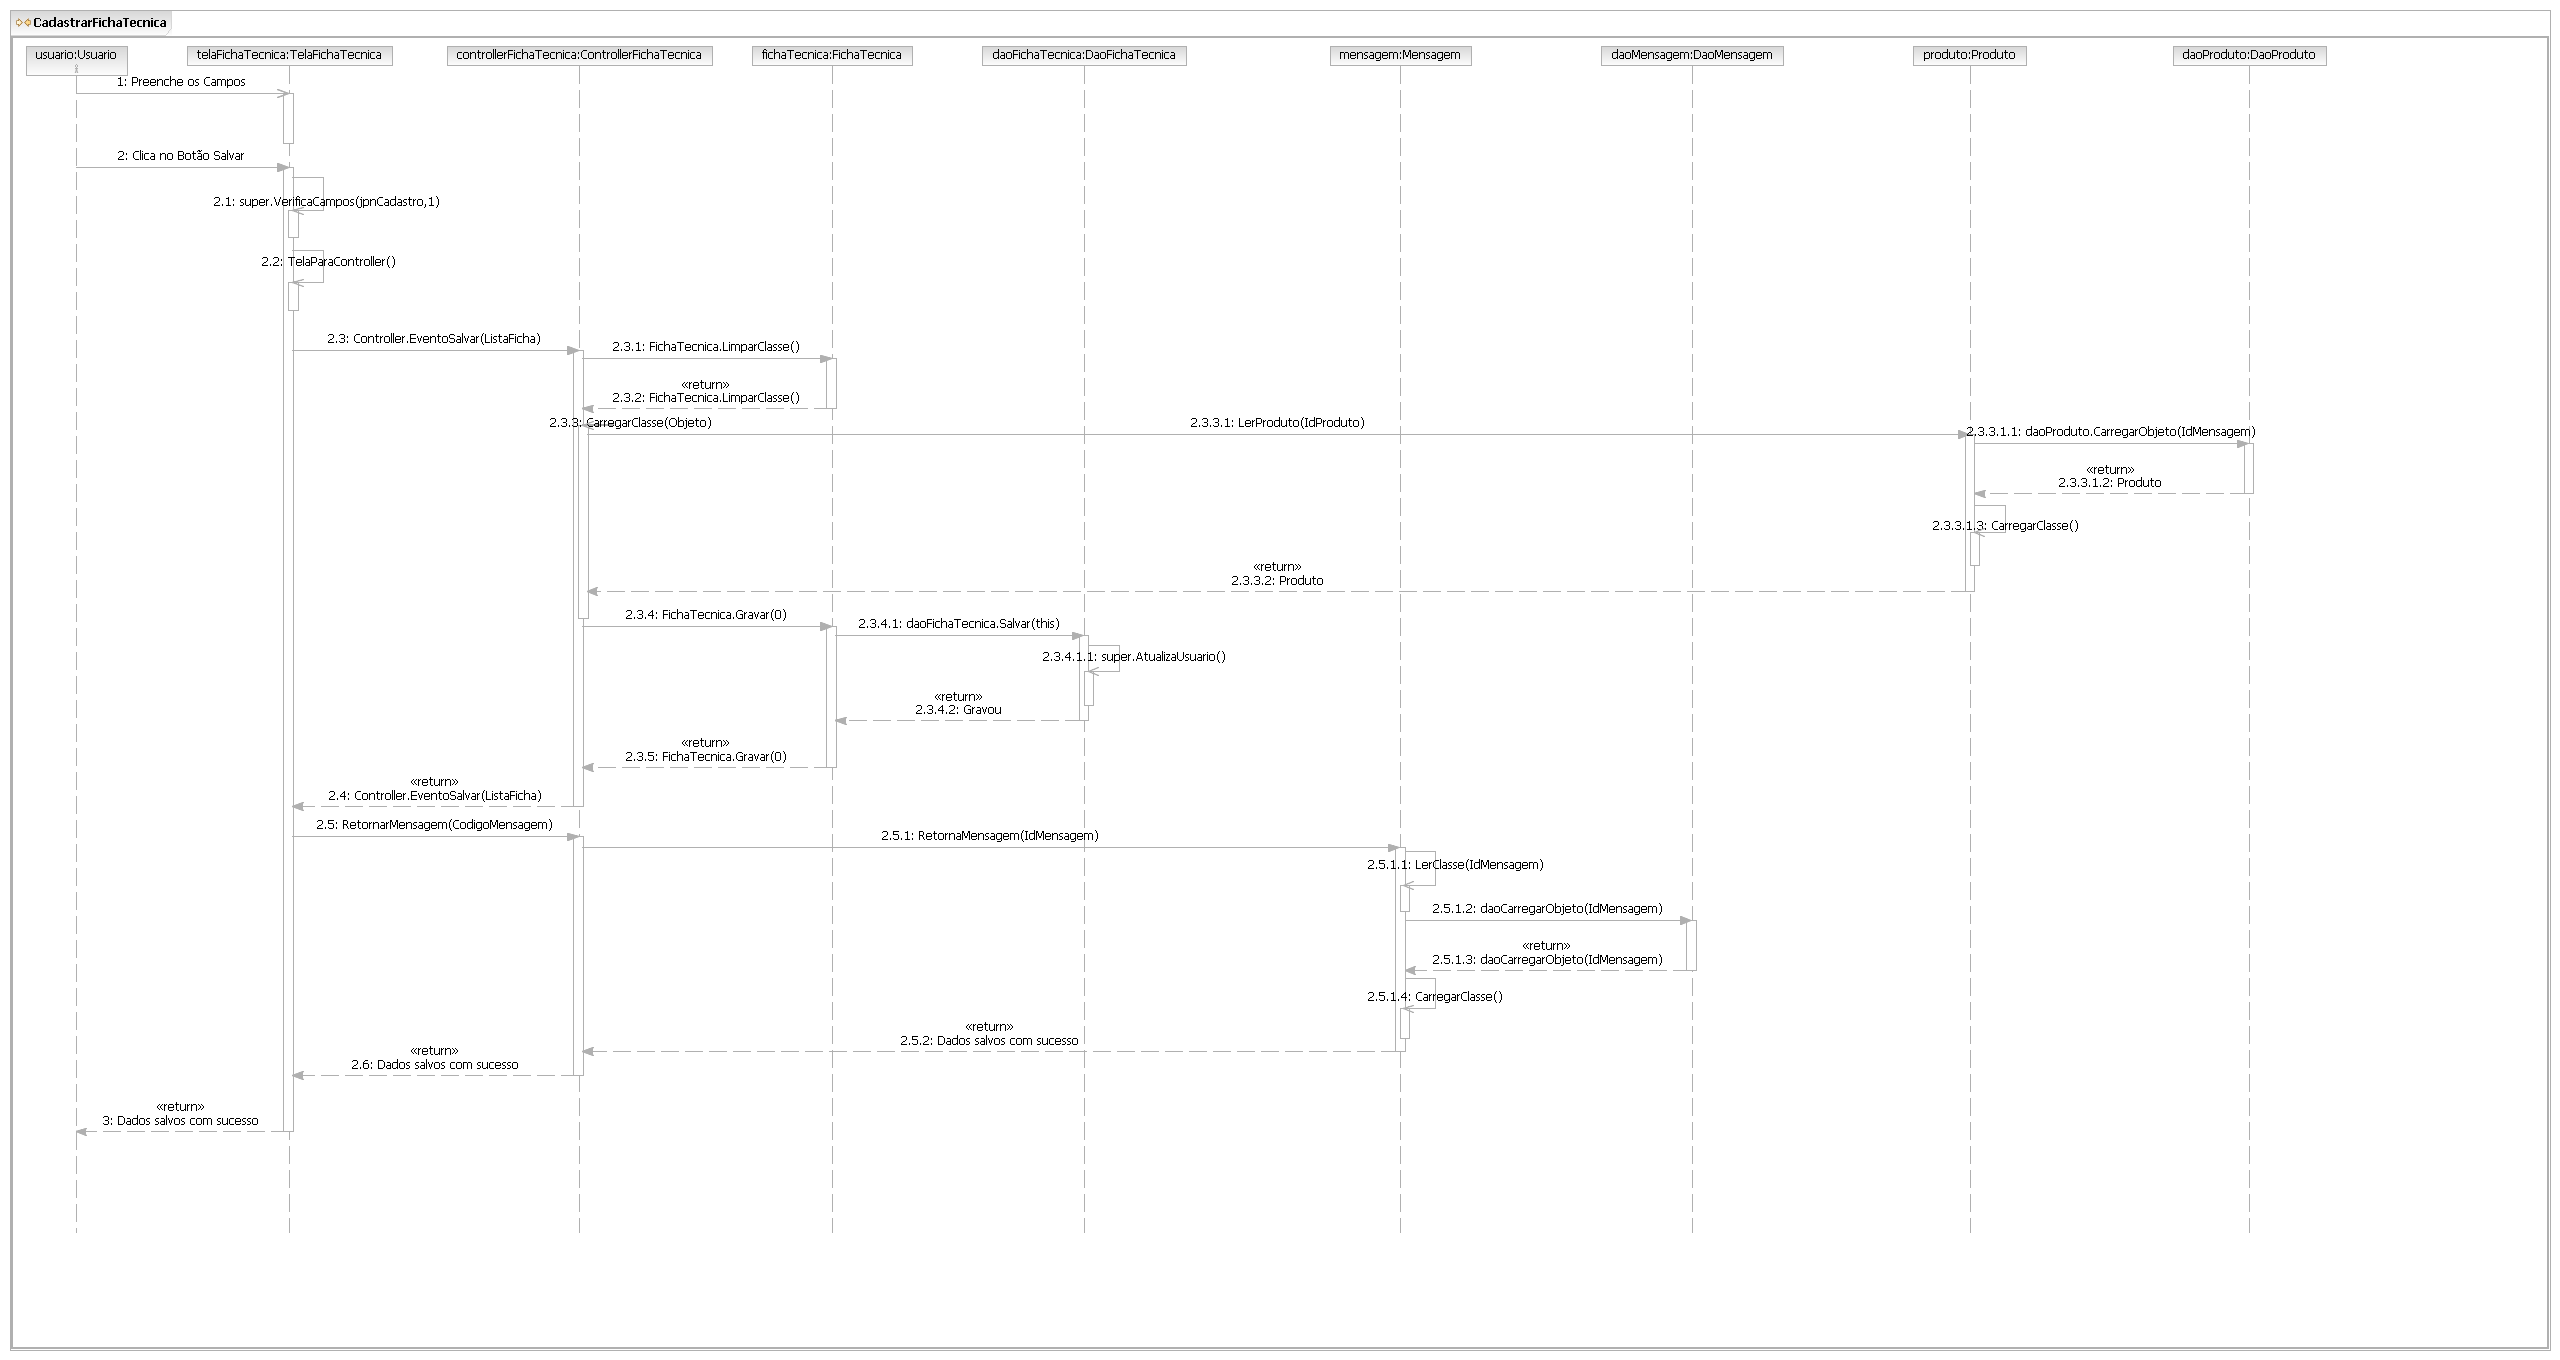 CadastrarFichaTecnica
usuario:Usuario
telaFichaTecnica:TelaFichaTecnica
controllerFichaTecnica:ControllerFichaTecnica
fichaTecnica:FichaTecnica
daoFichaTecnica:DaoFichaTecnica
mensagem:Mensagem
daoMensagem:DaoMensagem
produto:Produto
daoProduto:DaoProduto
1: Preenche os Campos
2: Clica no Botão Salvar
2.1: super.VerificaCampos(jpnCadastro,1)
2.2: TelaParaController()
2.3: Controller.EventoSalvar(ListaFicha)
2.3.1: FichaTecnica.LimparClasse()
«return»
2.3.2: FichaTecnica.LimparClasse()
2.3.3: CarregarClasse(Objeto)
2.3.3.1: LerProduto(IdProduto)
2.3.3.1.1: daoProduto.CarregarObjeto(IdMensagem)
«return»
2.3.3.1.2: Produto
2.3.3.1.3: CarregarClasse()
«return»
2.3.3.2: Produto
2.3.4: FichaTecnica.Gravar(0)
2.3.4.1: daoFichaTecnica.Salvar(this)
2.3.4.1.1: super.AtualizaUsuario()
«return»
2.3.4.2: Gravou
«return»
2.3.5: FichaTecnica.Gravar(0)
«return»
2.4: Controller.EventoSalvar(ListaFicha)
2.5: RetornarMensagem(CodigoMensagem)
2.5.1: RetornaMensagem(IdMensagem)
2.5.1.1: LerClasse(IdMensagem)
2.5.1.2: daoCarregarObjeto(IdMensagem)
«return»
2.5.1.3: daoCarregarObjeto(IdMensagem)
2.5.1.4: CarregarClasse()
«return»
2.5.2: Dados salvos com sucesso
«return»
2.6: Dados salvos com sucesso
«return»
3: Dados salvos com sucesso